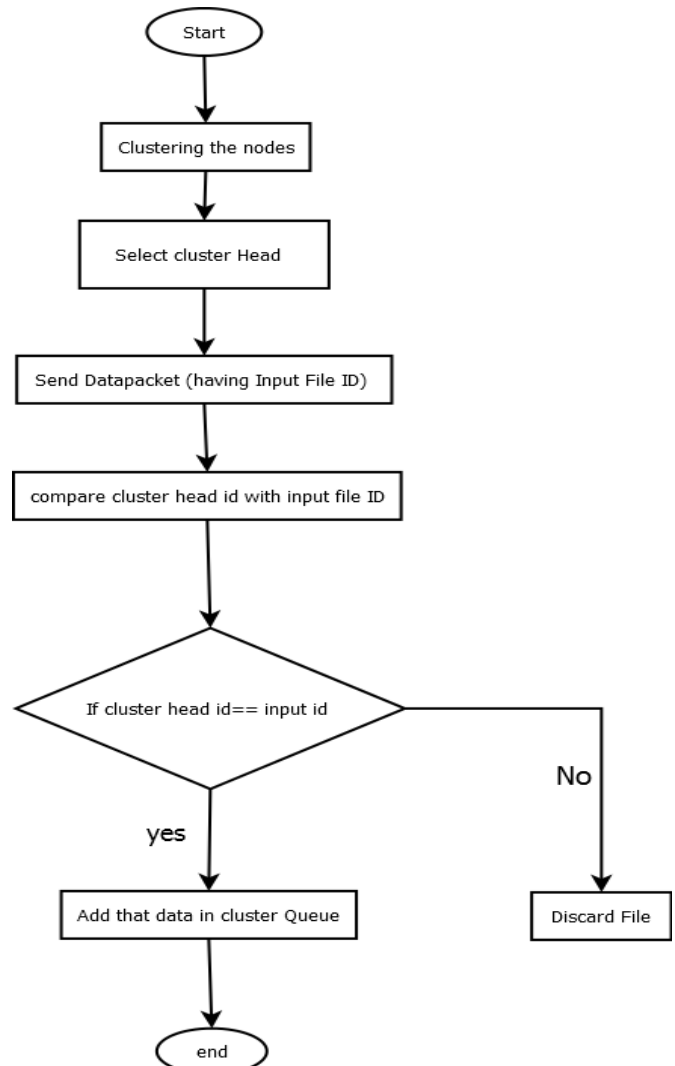 Start
Clustering the nodes
Select cluster Head
Send Datapacket (having Input File ID)
compare cluster head id with input file ID
If cluster head id== input id
No
yes
Add that data in cluster Queue
Discard File
end